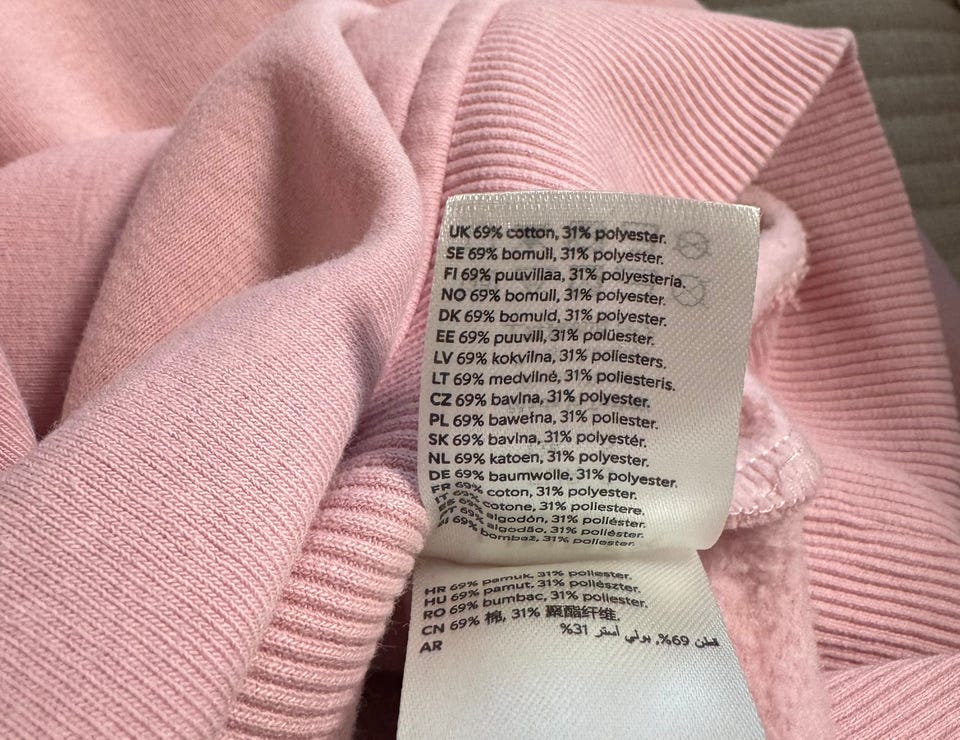 UK 69% cotton, 31% polyester.
SE 69% bomull, 31% polyester.
FI 69% puuvillaa, 31% polyesteria.
NO 69% bomull, 31% polyester.
DK 69% bomuld, 31% polyester.
EE 69% puuvill, 31% polüester.
LV 69% kokvilna, 31% poliesters.
LT 69% medvilnė, 31% poliesteris.
CZ 69% bavlna, 31% polyester.
PL 69% bawełna, 31% poliester.
SK 69% bavlna, 31% polyestér.
NL 69% katoen, 31% polyester.
DE 69% baumwolle, 31% polyester.
FR 69% coton, 31% polyester.
IT 69% cotone, 31% poliestere.
ES 69% algodón, 31% poliéster.
PT 69% algodão, 31% poliéster.
69% bombaž, 31% poliester.
HR 69% pamuk, 31% poliester.
HU 69% pamut, 31% poliészter.
RO 69% bumbac, 31% poliester.
CN 69% 棉, 31% 聚酯纤维.
AR قطن 69%, بولي أستر 31%